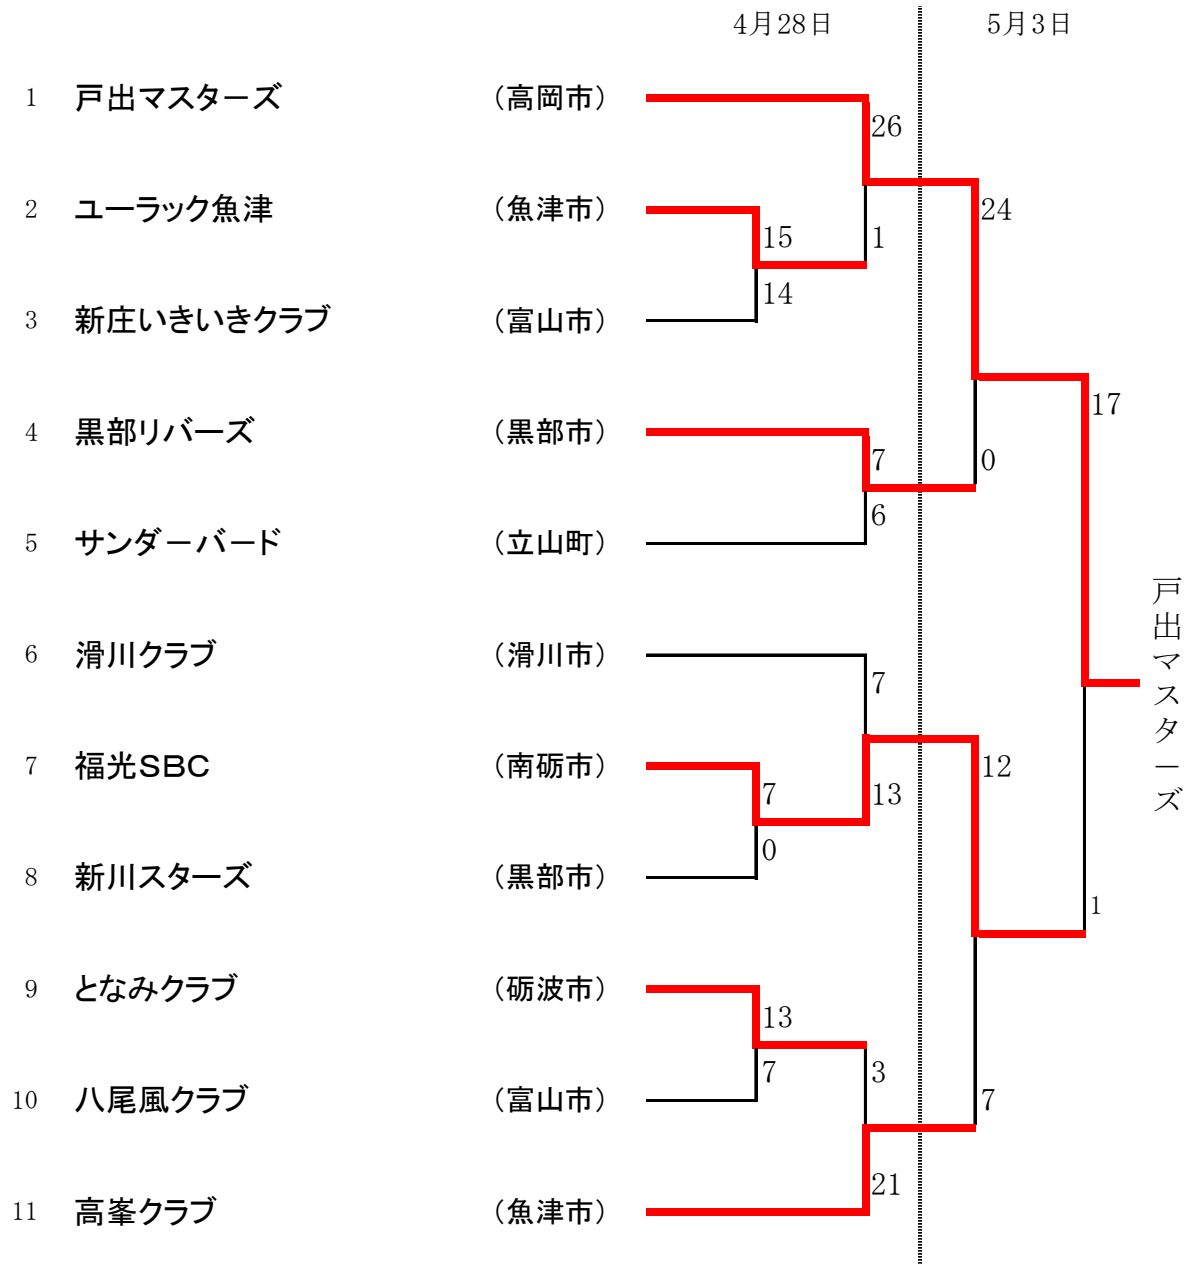 4月28日 5月3日
1 戸出マスターズ （高岡市）
26
2 ユーラック魚津 （魚津市）
24
15 1
14
3 新庄いきいきクラブ （富山市）
17
4 黒部リバーズ （黒部市）
7 0
6
5 サンダーバード （立山町）
戸出マスターズ
6 滑川クラブ （滑川市）
7
7 福光SBC （南砺市）
12
7 13
0
8 新川スターズ （黒部市）
1
9 となみクラブ （砺波市）
13
7 3
10 八尾風クラブ （富山市）
7
21
11 高峯クラブ （魚津市）